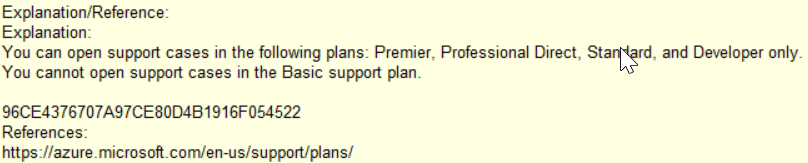 Explanation/Reference:
Explanation:
You can open support cases in the following plans: Premier, Professional Direct, Standard, and Developer only.
You cannot open support cases in the Basic support plan.
96CE4376707A97CE80D4B1916F054522
References:
https://azure.microsoft.com/en-us/support/plans/